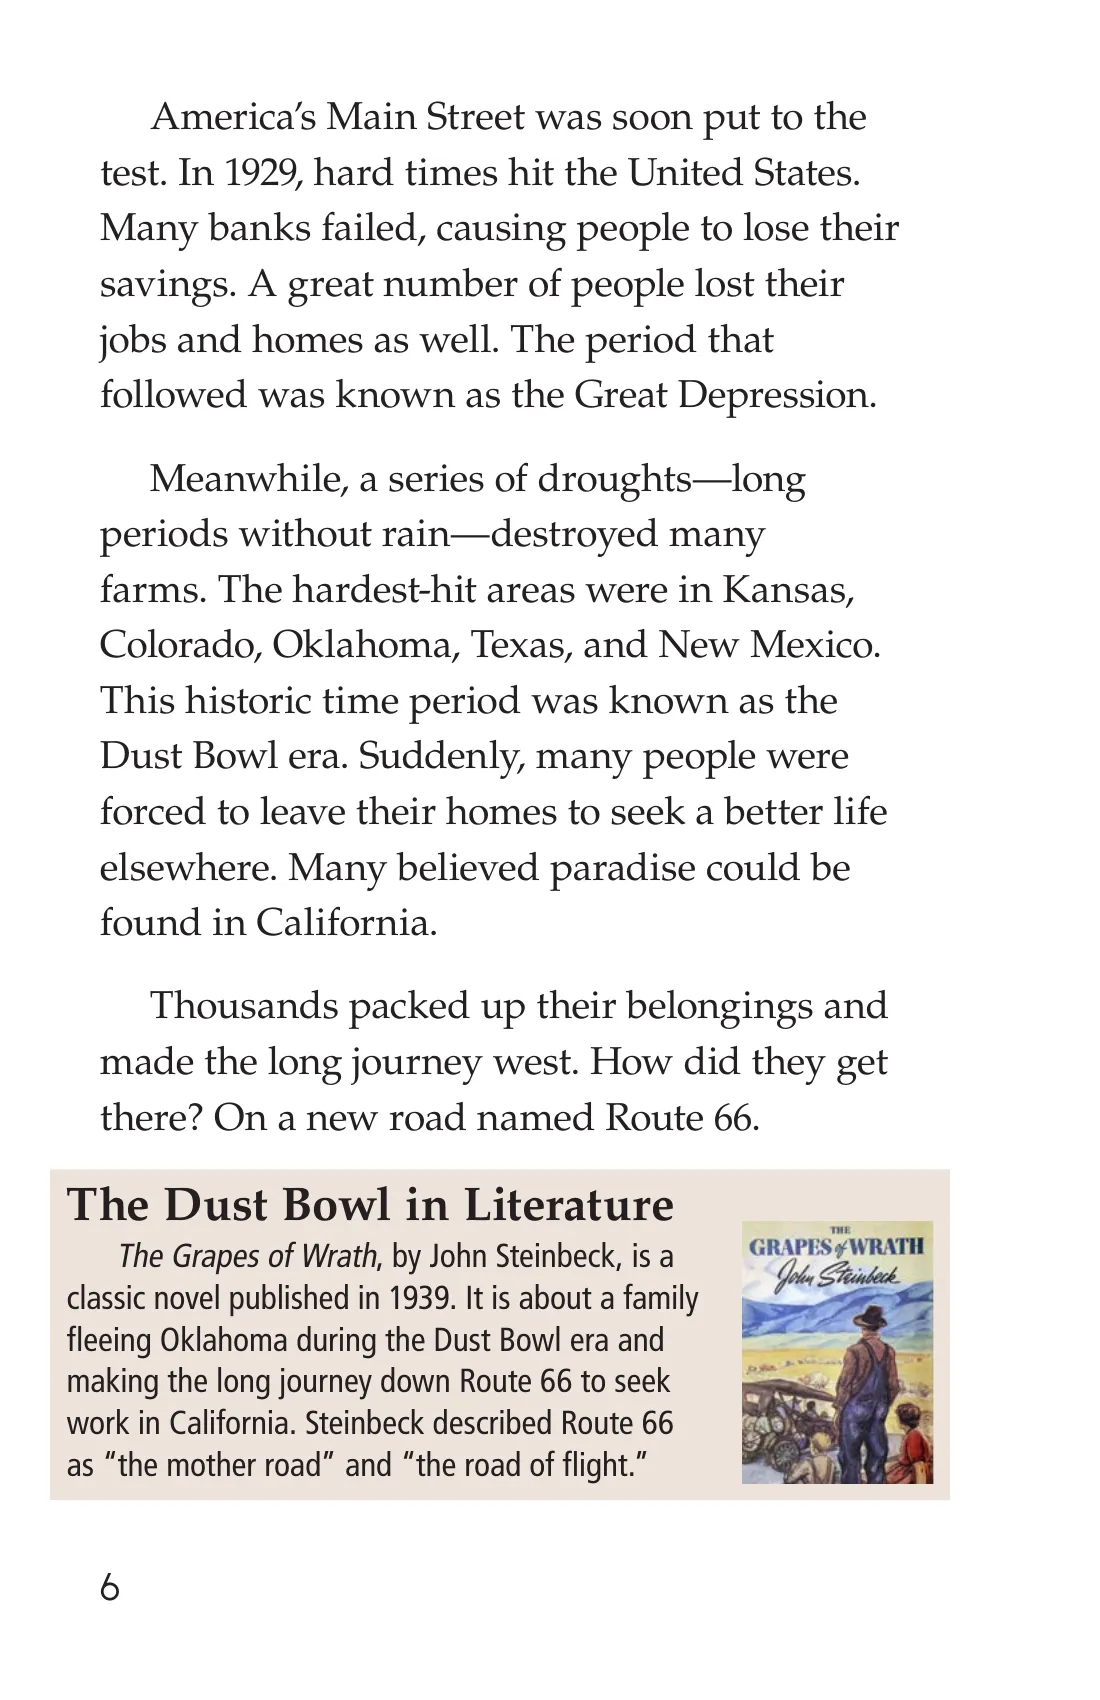 America’s Main Street was soon put to the
test. In 1929, hard times hit the United States.
Many banks failed, causing people to lose their
savings. A great number of people lost their
jobs and homes as well. The period that
followed was known as the Great Depression.
Meanwhile, a series of droughts—long
periods without rain—destroyed many
farms. The hardest-hit areas were in Kansas,
Colorado, Oklahoma, Texas, and New Mexico.
This historic time period was known as the
Dust Bowl era. Suddenly, many people were
forced to leave their homes to seek a better life
elsewhere. Many believed paradise could be
found in California.
Thousands packed up their belongings and
made the long journey west. How did they get
there? On a new road named Route 66.
The Dust Bowl in Literature
The Grapes of Wrath, by John Steinbeck, is a
classic novel published in 1939. It is about a family
fleeing Oklahoma during the Dust Bowl era and
making the long journey down Route 66 to seek
work in California. Steinbeck described Route 66
as “the mother road” and “the road of flight.”
THE
GRAPES of WRATH
John Steinbeck
6